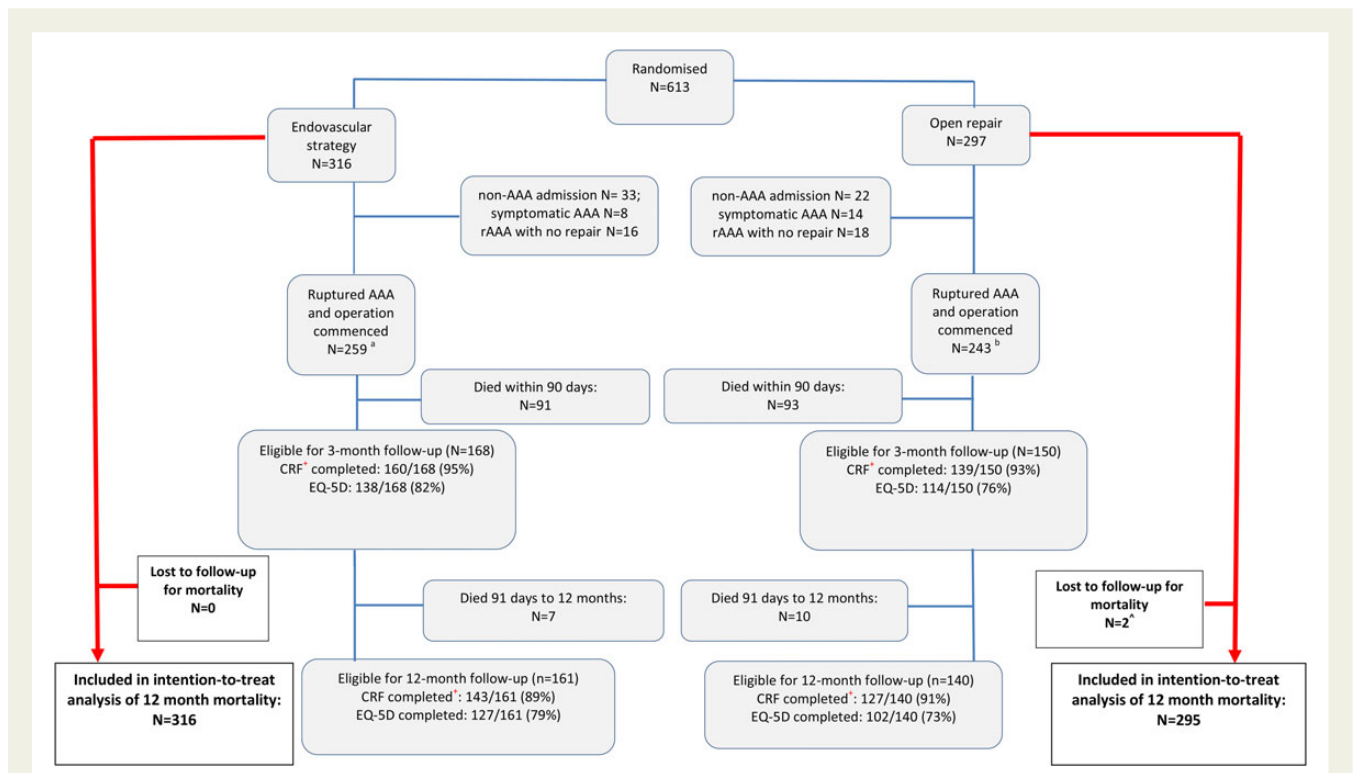 Randomised
N=613
Endovascular
strategy
N=316
Open repair
N=297
non-AAA admission N= 33;
symptomatic AAA N=8
rAAA with no repair N=16
non-AAA admission N= 22
symptomatic AAA N=14
rAAA with no repair N=18
Ruptured AAA
and operation
commenced
N=259 a
Ruptured AAA
and operation
commenced
N=243 b
Died within 90 days:
N=91
Died within 90 days:
N=93
Eligible for 3-month follow-up (N=168)
CRF+ completed: 160/168 (95%)
EQ-5D: 138/168 (82%)
Eligible for 3-month follow-up (N=150)
CRF+ completed: 139/150 (93%)
EQ-5D: 114/150 (76%)
Lost to follow-up
for mortality
N=0
Died 91 days to 12 months:
N=7
Died 91 days to 12 months:
N=10
Lost to follow-up for
mortality
N=2^
Included in intention-to-treat
analysis of 12 month mortality:
N=316
Eligible for 12-month follow-up (n=161)
CRF completed+: 143/161 (89%)
EQ-5D completed: 127/161 (79%)
Eligible for 12-month follow-up (n=140)
CRF completed+: 127/140 (91%)
EQ-5D completed: 102/140 (73%)
Included in intention-to-treat
analysis of 12 month mortality:
N=295